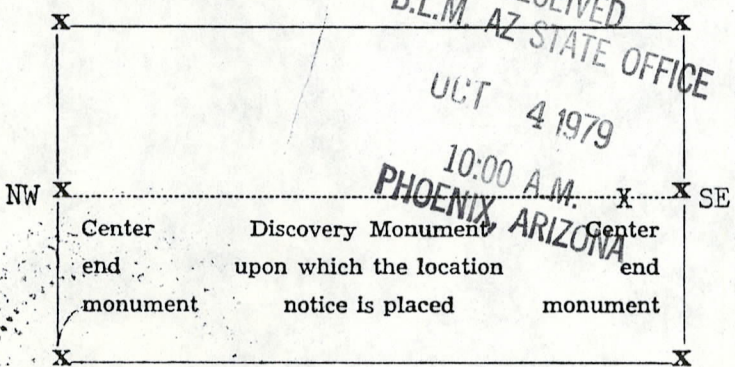 X X
RECEIVED
B.L.M. AZ STATE OFFICE
OCT 4 1979
10:00 A.M.
PHOENIX, ARIZONA
NW X X X SE
Center Discovery Monument Center
end upon which the location end
monument notice is placed monument
X X